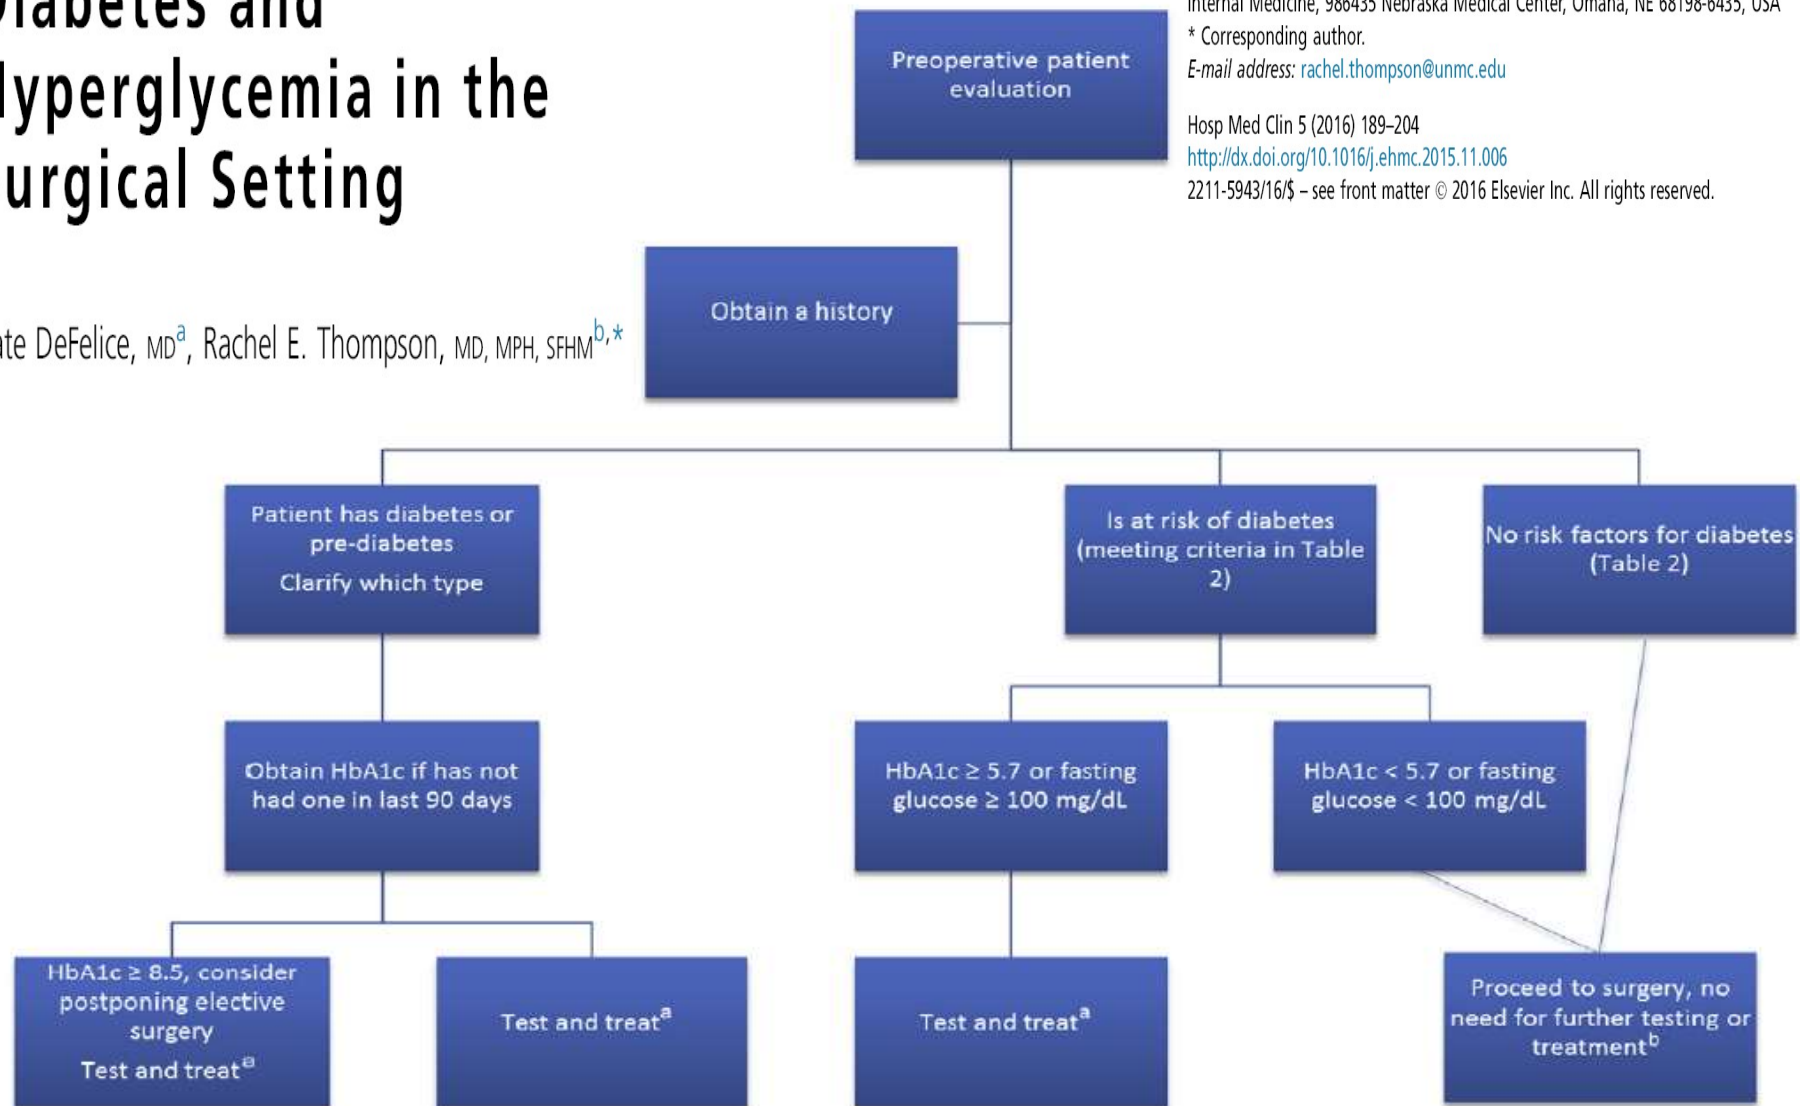 Diabetes and
Hyperglycemia in the
urgical Setting
ate DeFelice, MDa, Rachel E. Thompson, MD, MPH, SFHMb,*
Internal Medicine, 986435 Nebraska Medical Center, Omaha, NE 68198-6435, USA
* Corresponding author.
E-mail address: rachel.thompson@unmc.edu
Hosp Med Clin 5 (2016) 189–204
http://dx.doi.org/10.1016/j.ehmc.2015.11.006
2211-5943/16/$ – see front matter © 2016 Elsevier Inc. All rights reserved.
Preoperative patient
evaluation
Obtain a history
Patient has diabetes or
pre-diabetes
Clarify which type
Is at risk of diabetes
(meeting criteria in Table
2)
No risk factors for diabetes
(Table 2)
Obtain HbA1c if has not
had one in last 90 days
HbA1c ≥ 5.7 or fasting
glucose ≥ 100 mg/dL
HbA1c < 5.7 or fasting
glucose < 100 mg/dL
HbA1c ≥ 8.5, consider
postponing elective
surgery
Test and treata
Test and treata
Test and treata
Proceed to surgery, no
need for further testing or
treatmentb